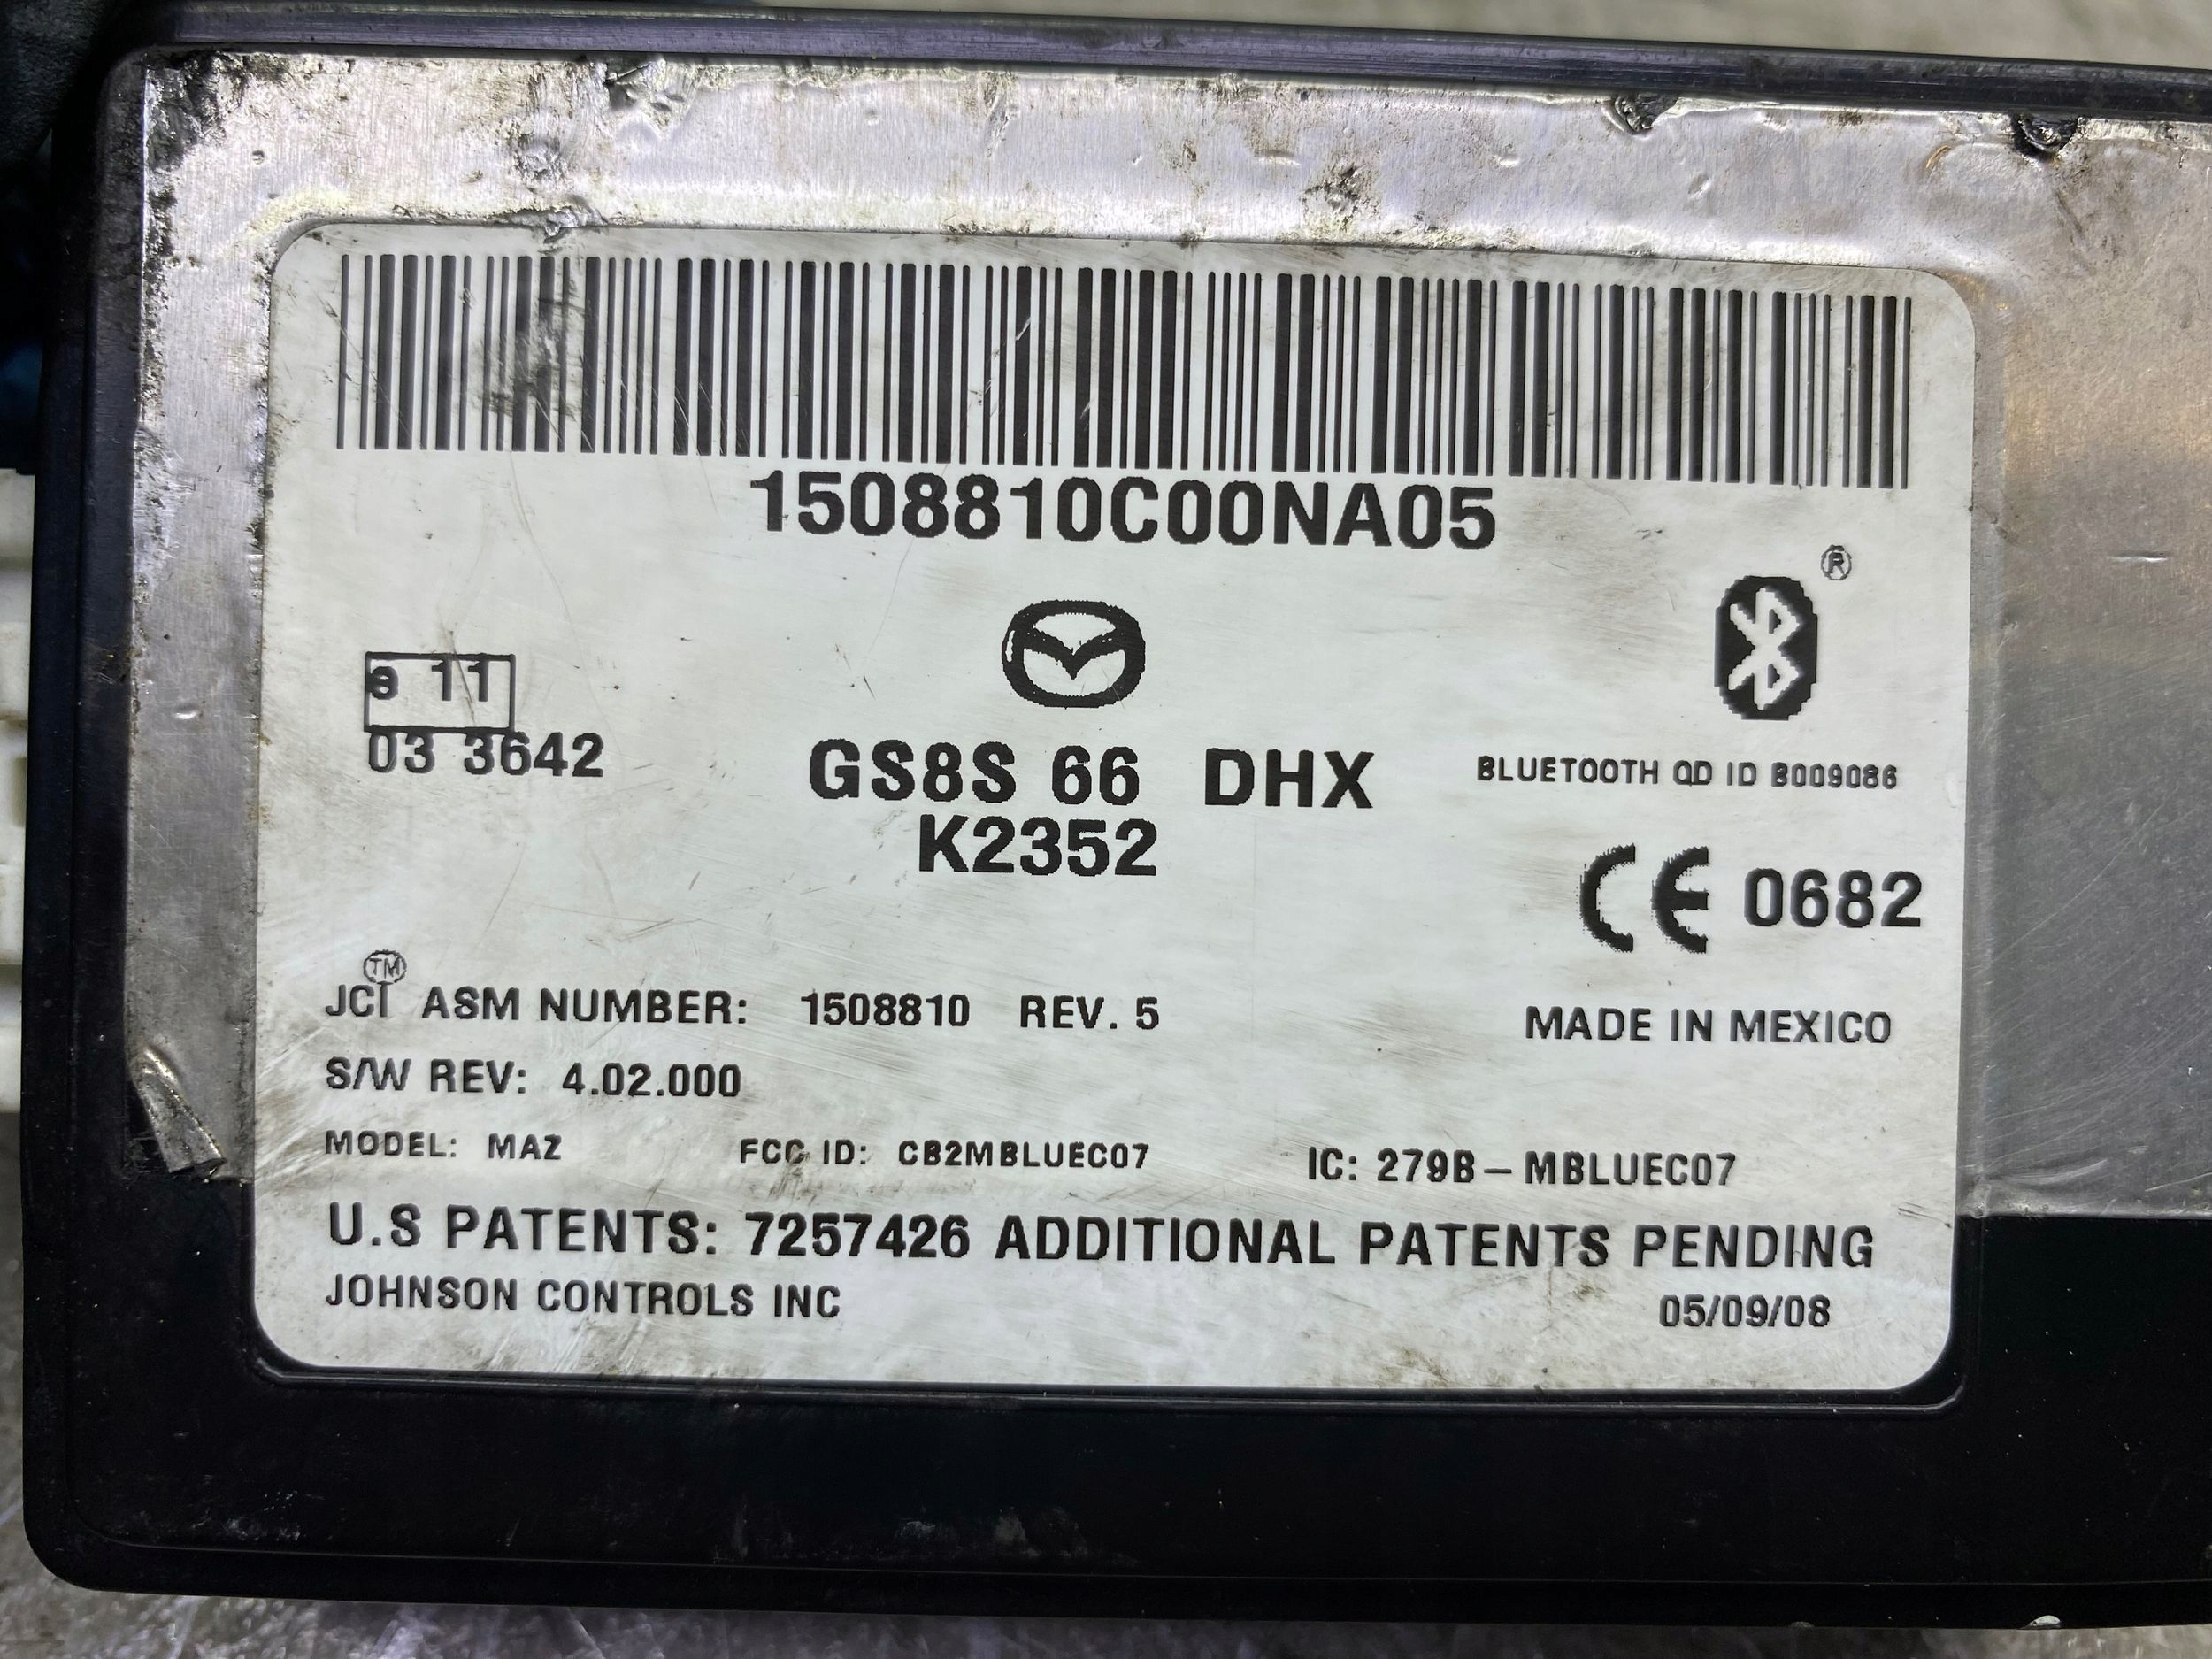 1508810C00NA05
®
e 11
03 3642
GS8S 66 DHX
K2352
BLUETOOTH QD ID B009086
CE 0682
JCI™ ASM NUMBER: 1508810 REV. 5
MADE IN MEXICO
S/W REV: 4.02.000
MODEL: MAZ FCC ID: CB2MBLUEC07 IC: 279B-MBLUEC07
U.S PATENTS: 7257426 ADDITIONAL PATENTS PENDING
JOHNSON CONTROLS INC 05/09/08